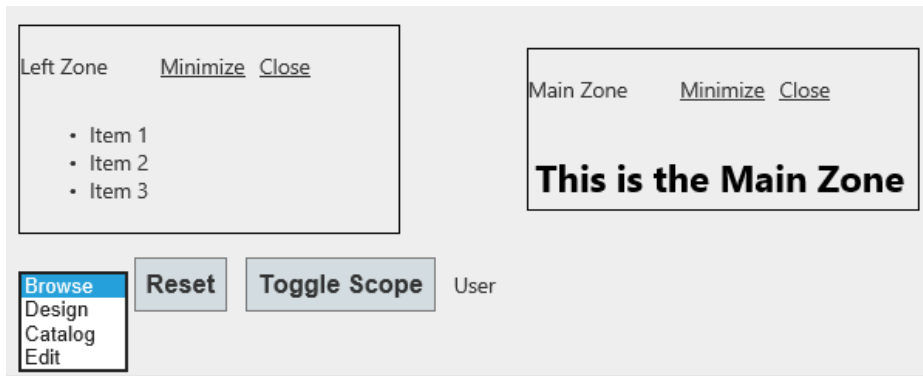 Left Zone Minimize Close
Item 1
Item 2
Item 3
Main Zone Minimize Close
This is the Main Zone
Browse
Design
Catalog
Edit
Reset
Toggle Scope
User